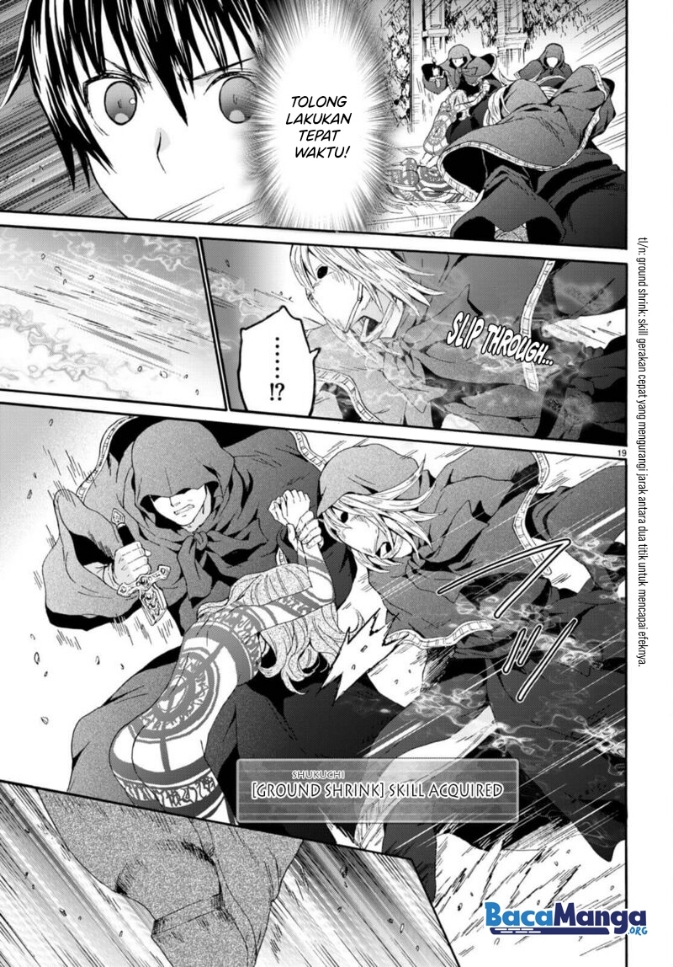 TOLONG
LAKUKAN
TEPAT
WAKTU!
SLIP THROUGH...
......!?
19
tl/n: ground shrink: skill gerakan cepat yang mengurangi jarak antara dua titik untuk mencapai efeknya.
SHUKUCHI
[GROUND SHRINK] SKILL ACQUIRED
BacaManga
.ORG